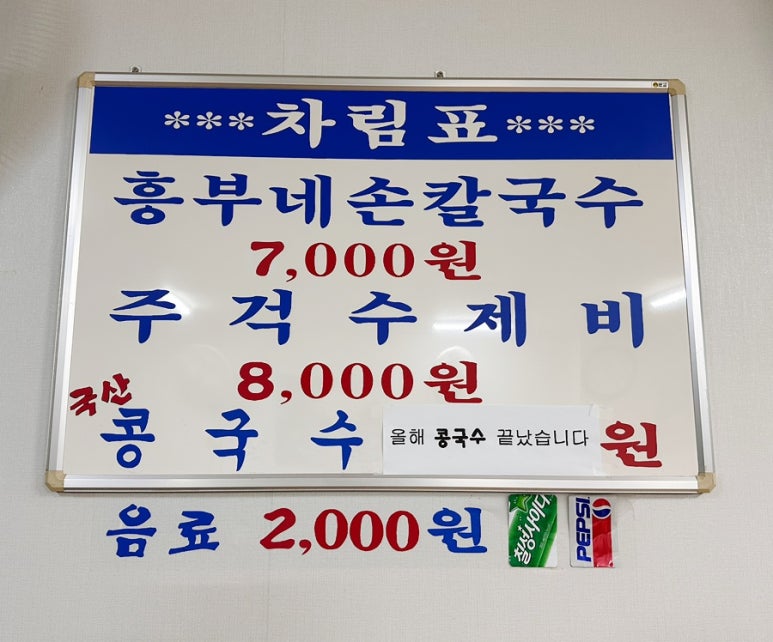 ***차림표***
흥부네손칼국수
7,000원
주걱수제비
8,000원
국산
콩국수 올해 콩국수 끝났습니다 원
음료 2,000원 칠성사이다 PEPSI